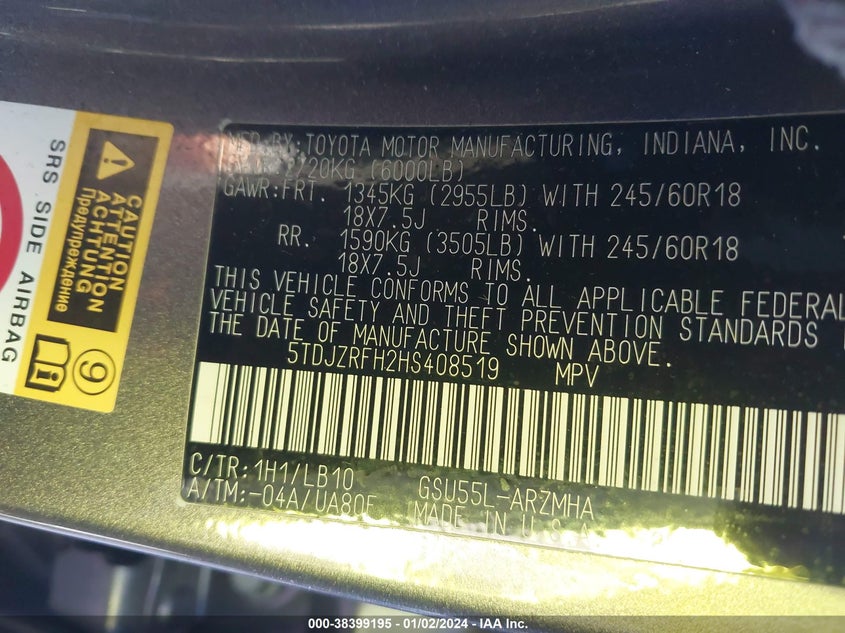 SRS SIDE AIRBAG
CAUTION
ATTENTION
ACHTUNG
Предупреждение
9
MFD BY:TOYOTA MOTOR MANUFACTURING, INDIANA, INC.
(6000LB)
GAWR:FRT. 1345KG (2955LB) WITH 245/60R18
18X7.5J RIMS.
RR. 1590KG (3505LB) WITH 245/60R18
18X7.5J RIMS.
THIS VEHICLE CONFORMS TO ALL APPLICABLE FEDERAL
VEHICLE SAFETY AND THEFT PREVENTION STANDARDS
THE DATE OF MANUFACTURE SHOWN ABOVE.
5TDJZRFH2HS408519 MPV
C/TR:1H1/LB10 GSU55L-ARZMHA
A/TM:-04A/UA80F MADE IN U.S.A.
000-38399195 - 01/02/2024 - IAA Inc.